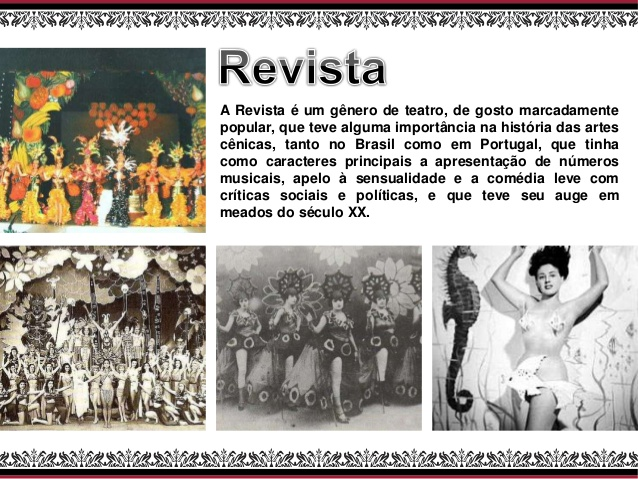 Revista
A Revista é um gênero de teatro, de gosto marcadamente
popular, que teve alguma importância na história das artes
cênicas, tanto no Brasil como em Portugal, que tinha
como caracteres principais a apresentação de números
musicais, apelo à sensualidade e a comédia leve com
críticas sociais e políticas, e que teve seu auge em
meados do século XX.